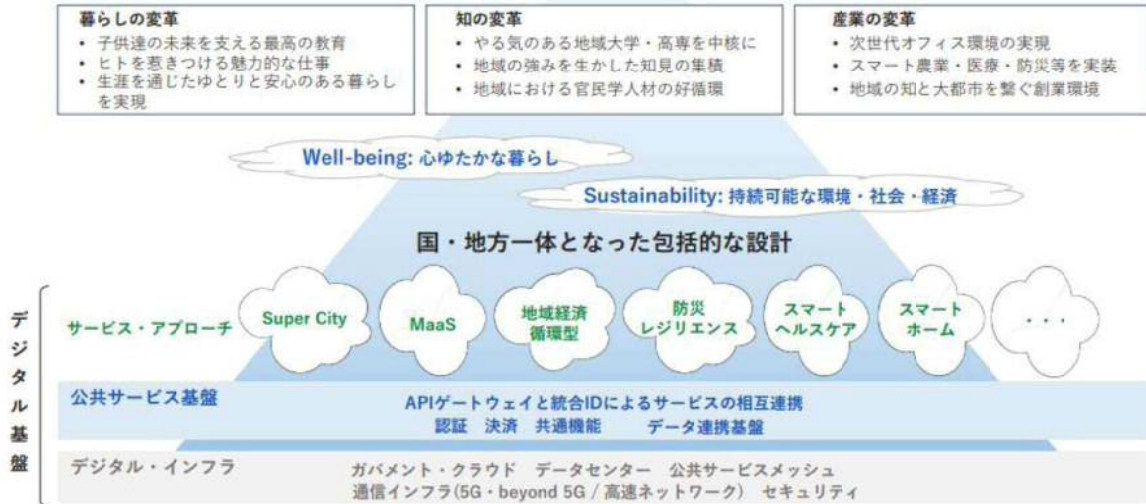 暮らしの変革
• 子供達の未来を支える最高の教育
• ヒトを惹きつける魅力的な仕事
• 生涯を通じたゆとりと安心のある暮らし
を実現
知の変革
• やる気のある地域大学・高専を中核に
• 地域の強みを生かした知見の集積
• 地域における官民学人材の好循環
産業の変革
• 次世代オフィス環境の実現
• スマート農業・医療・防災等を実装
• 地域の知と大都市を繋ぐ創業環境
Well-being: 心ゆたかな暮らし
Sustainability: 持続可能な環境・社会・経済
国・地方一体となった包括的な設計
デジタル基盤
サービス・アプローチ
Super City
MaaS
地域経済
循環型
防災
レジリエンス
スマート
ヘルスケア
スマート
ホーム
・・・
公共サービス基盤
APIゲートウェイと統合IDによるサービスの相互連携
認証 決済 共通機能 データ連携基盤
デジタル・インフラ
ガバメント・クラウド データセンター 公共サービスメッシュ
通信インフラ(5G・beyond 5G / 高速ネットワーク) セキュリティ